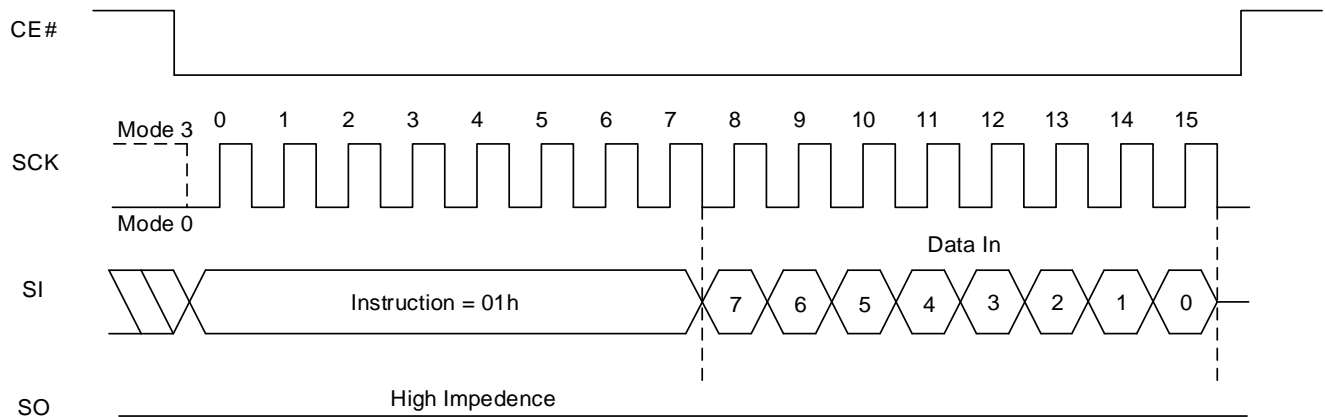 CE#
0 1 2 3 4 5 6 7 8 9 10 11 12 13 14 15
Mode 3
SCK
Mode 0
Data In
SI
Instruction = 01h
7 6 5 4 3 2 1 0
High Impedence
SO